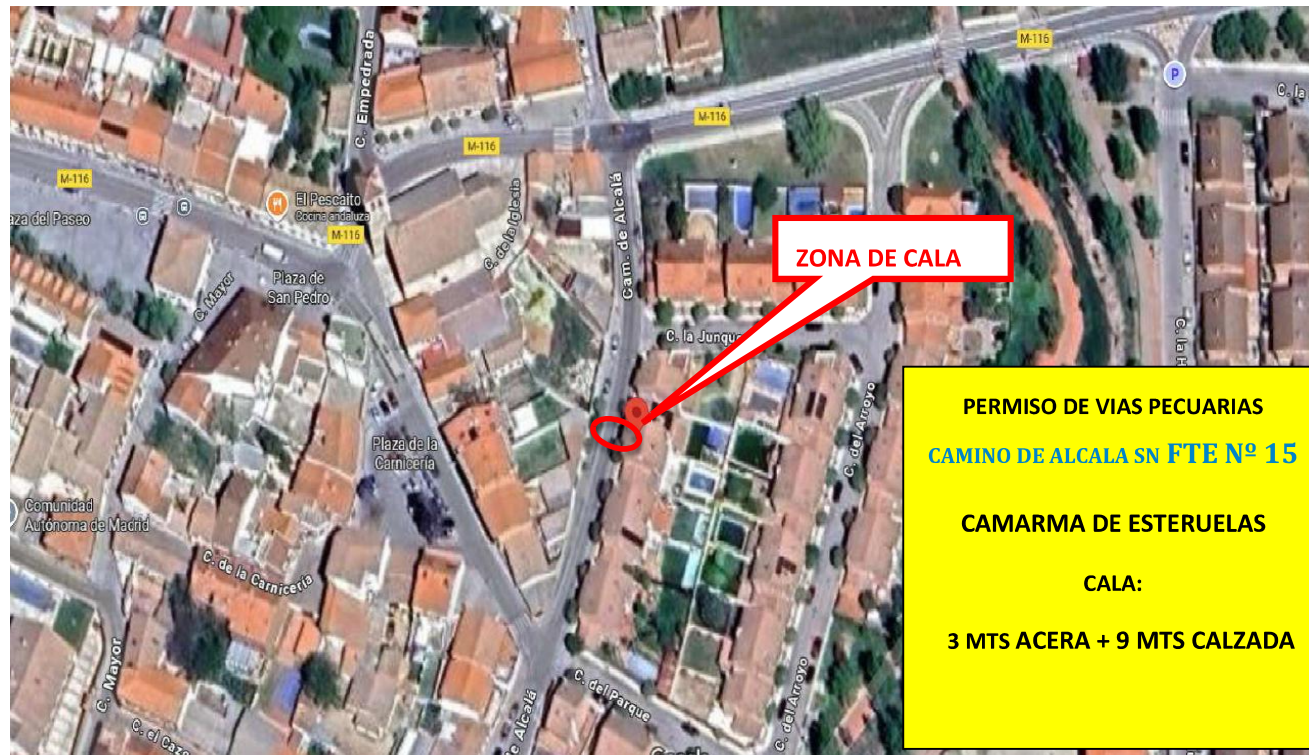 M-116
C. Empedrada
M-116
C. la
M-116
M-116
El Pescaito
Cocina andaluza
aza del Paseo
M-116
C. de la Iglesia
Cam. de Alcalá
ZONA DE CALA
Plaza de
San Pedro
C. Mayor
C. la Junque
C. la H
Plaza de la
Carnicería
C. del Arroyo
Comunidad
Autónoma de Madrid
C. de la Carnicería
C. Mayor
C. el Cazo
C. del Parque
C. del Arroyo
de Alcalá
P
PERMISO DE VIAS PECUARIAS
CAMINO DE ALCALA SN FTE Nº 15
CAMARMA DE ESTERUELAS
CALA:
3 MTS ACERA + 9 MTS CALZADA